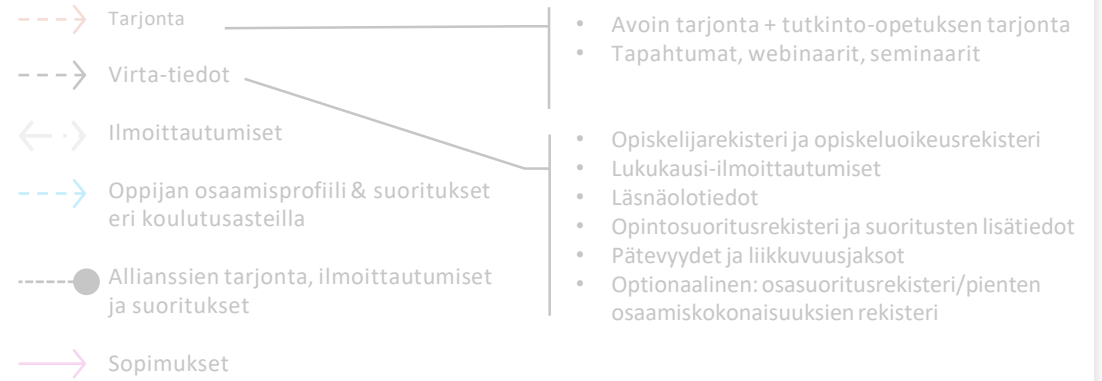 Tarjonta
Virta-tiedot
Ilmoittautumiset
Oppijan osaamisprofiili & suoritukset
eri koulutusasteilla
Allianssien tarjonta, ilmoittautumiset
ja suoritukset
Sopimukset
• Avoin tarjonta + tutkinto-opetuksen tarjonta
• Tapahtumat, webinaarit, seminaarit
• Opiskelijarekisteri ja opiskeluoikeusrekisteri
• Lukukausi-ilmoittautumiset
• Läsnäolotiedot
• Opintosuoritusrekisteri ja suoritusten lisätiedot
• Pätevyydet ja liikkuvuusjaksot
• Optionaalinen: osasuoritusrekisteri/pienten
osaamiskokonaisuuksien rekisteri